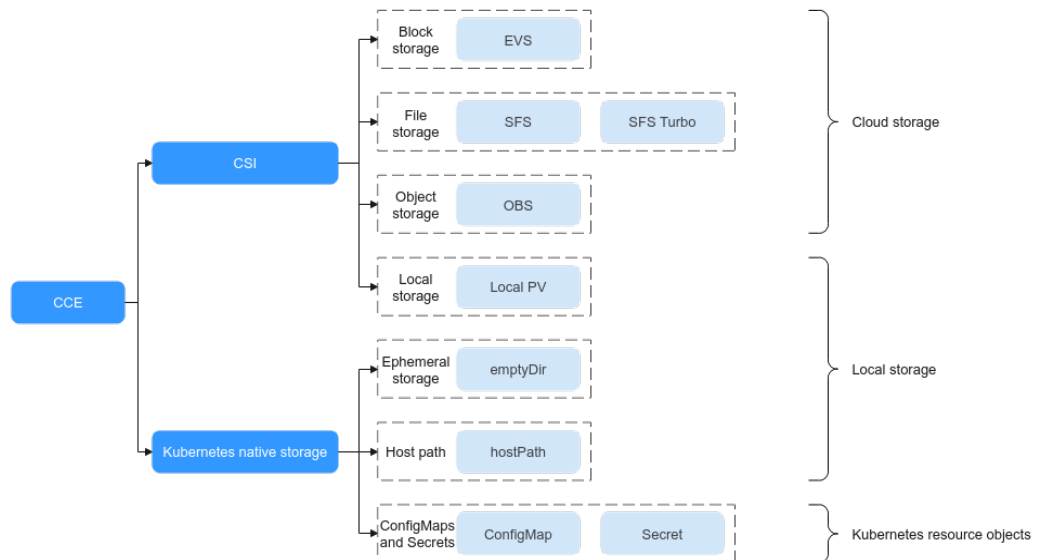 Block
storage
EVS
File
storage
SFS
SFS Turbo
Cloud storage
CSI
Object
storage
OBS
Local
storage
Local PV
CCE
Ephemeral
storage
emptyDir
Local storage
Kubernetes native storage
Host path
hostPath
ConfigMaps
and Secrets
ConfigMap
Secret
Kubernetes resource objects